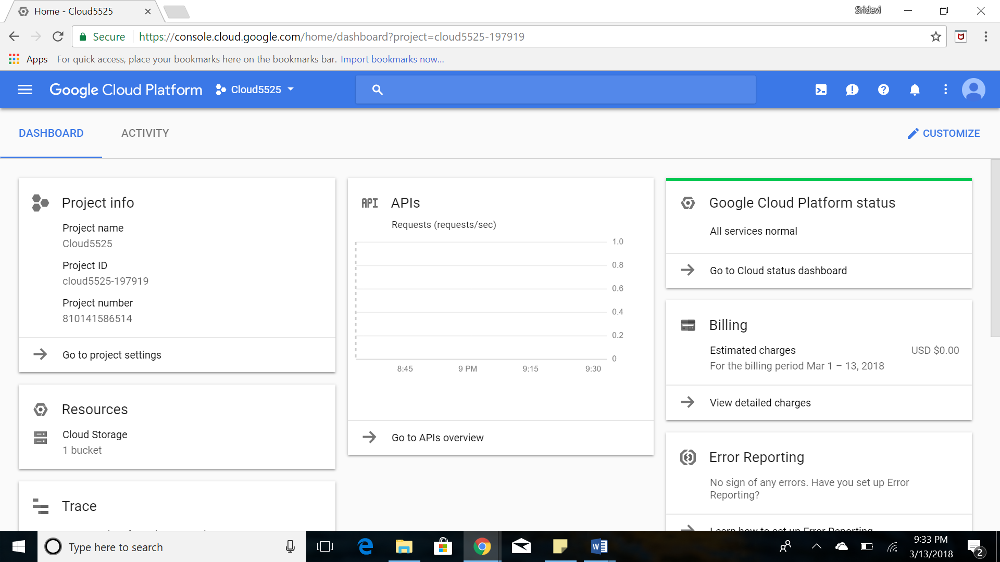 Home - Cloud5525
Sridevi
Secure
https://console.cloud.google.com/home/dashboard?project=cloud5525-197919
Apps
For quick access, place your bookmarks here on the bookmarks bar. Import bookmarks now...
Google Cloud Platform
Cloud5525
DASHBOARD
ACTIVITY
CUSTOMIZE
Project info
Project name
Cloud5525
Project ID
cloud5525-197919
Project number
810141586514
Go to project settings
Resources
Cloud Storage
1 bucket
Trace
API
APIs
Requests (requests/sec)
1.0
0.8
0.6
0.4
0.2
0
8:45
9 PM
9:15
9:30
Go to APIs overview
Google Cloud Platform status
All services normal
Go to Cloud status dashboard
Billing
Estimated charges
USD $0.00
For the billing period Mar 1 – 13, 2018
View detailed charges
Error Reporting
No sign of any errors. Have you set up Error
Reporting?
Learn how to set up Error Reporting
Type here to search
9:33 PM
3/13/2018
2